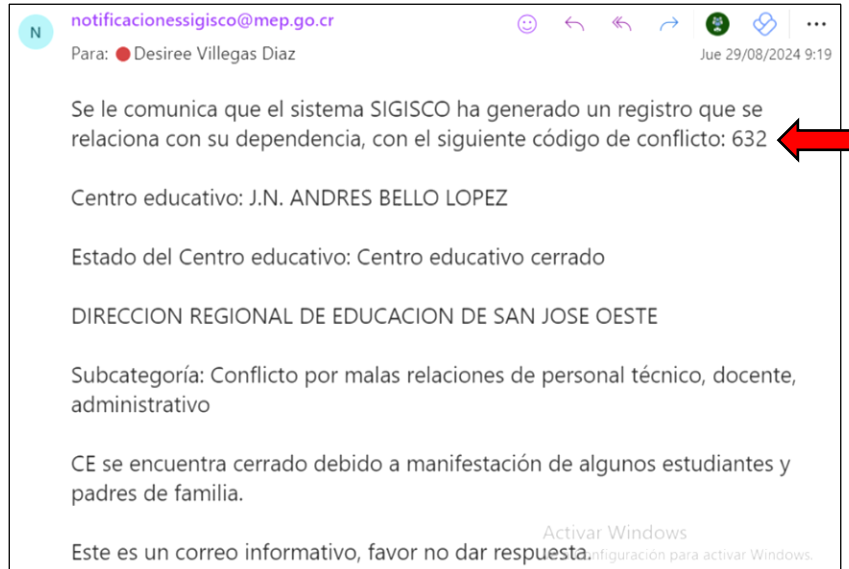 N
notificacionessigisco@mep.go.cr
Para: Desiree Villegas Diaz
Jue 29/08/2024 9:19
Se le comunica que el sistema SIGISCO ha generado un registro que se
relaciona con su dependencia, con el siguiente código de conflicto: 632
Centro educativo: J.N. ANDRES BELLO LOPEZ
Estado del Centro educativo: Centro educativo cerrado
DIRECCION REGIONAL DE EDUCACION DE SAN JOSE OESTE
Subcategoría: Conflicto por malas relaciones de personal técnico, docente,
administrativo
CE se encuentra cerrado debido a manifestación de algunos estudiantes y
padres de familia.
Activar Windows
Este es un correo informativo, favor no dar respuesta.
para activar Windows.